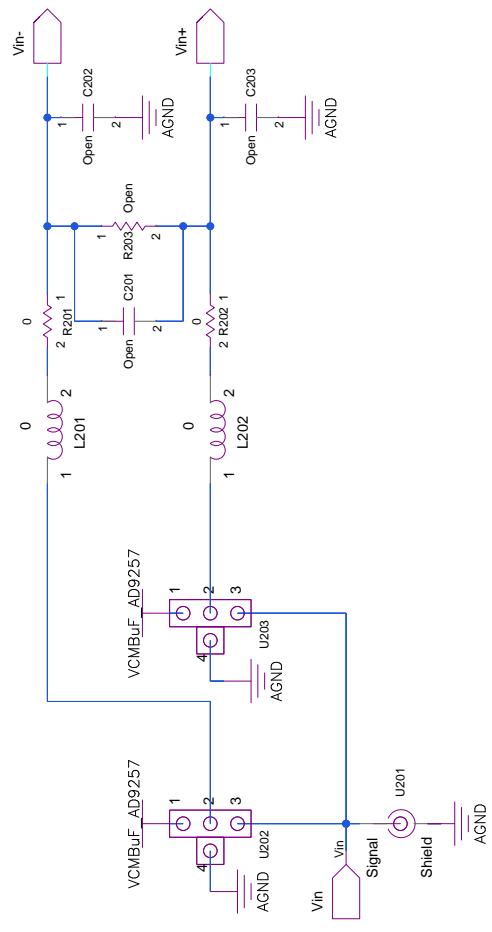 Vin-
Vin+
C202
1
2
Open
AGND
C203
1
2
Open
AGND
Open
1
2
R203
C201
1
2
Open
0
1
2
R201
0
1
2
R202
0
1
2
L201
0
1
2
L202
VCMBuF_AD9257
1
2
3
4
U203
AGND
VCMBuF_AD9257
1
2
3
4
U202
AGND
Vin
Vin
Signal
Shield
U201
AGND